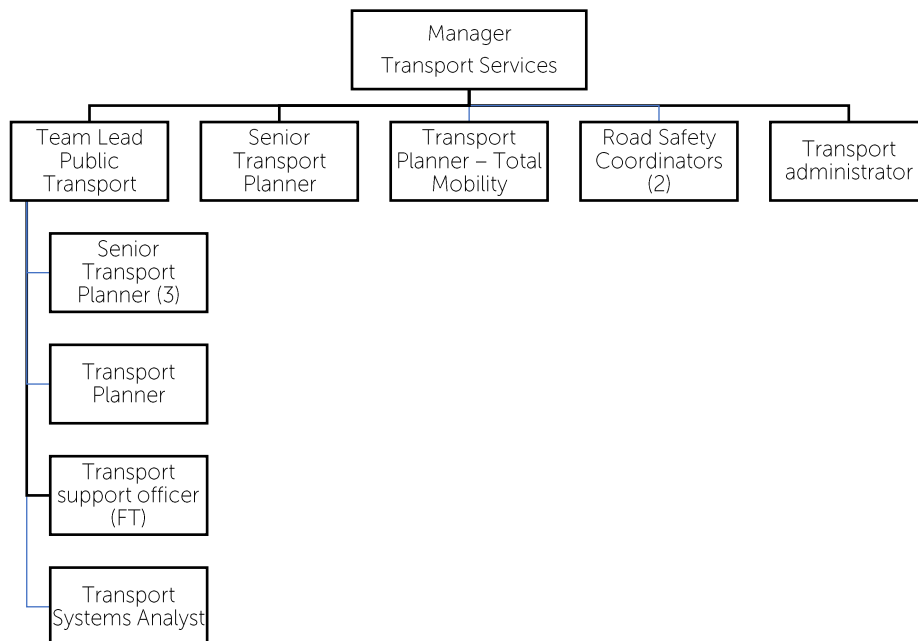 Manager
Transport Services
Team Lead
Public
Transport
Senior
Transport
Planner
Transport
Planner – Total
Mobility
Road Safety
Coordinators
(2)
Transport
administrator
Senior
Transport
Planner (3)
Transport
Planner
Transport
support officer
(FT)
Transport
Systems Analyst